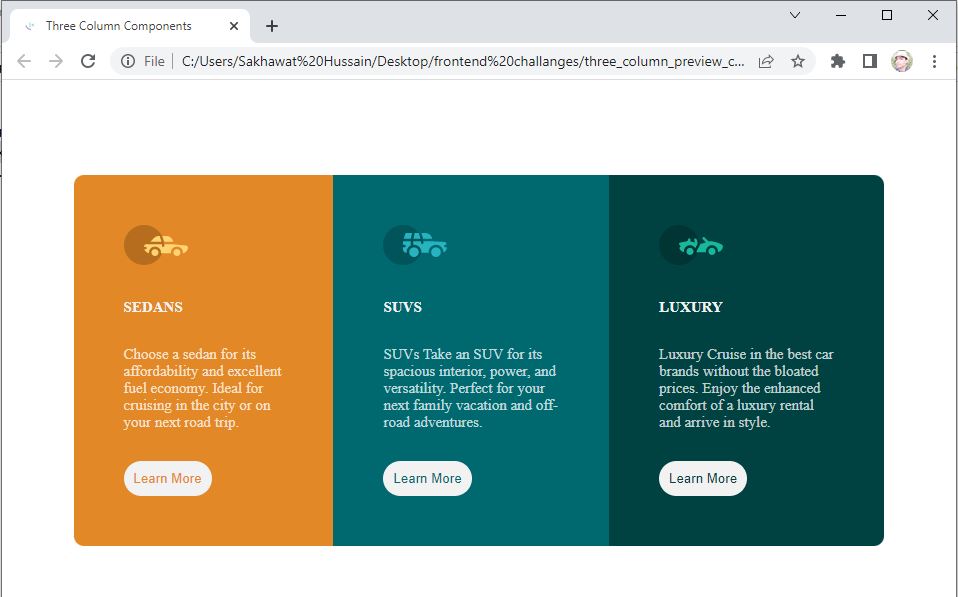 Three Column Components
File
C:/Users/Sakhawat%20Hussain/Desktop/frontend%20challanges/three_column_preview_c...
SEDANS
Choose a sedan for its
affordability and excellent
fuel economy. Ideal for
cruising in the city or on
your next road trip.
Learn More
SUVS
SUVs Take an SUV for its
spacious interior, power, and
versatility. Perfect for your
next family vacation and off-
road adventures.
Learn More
LUXURY
Luxury Cruise in the best car
brands without the bloated
prices. Enjoy the enhanced
comfort of a luxury rental
and arrive in style.
Learn More